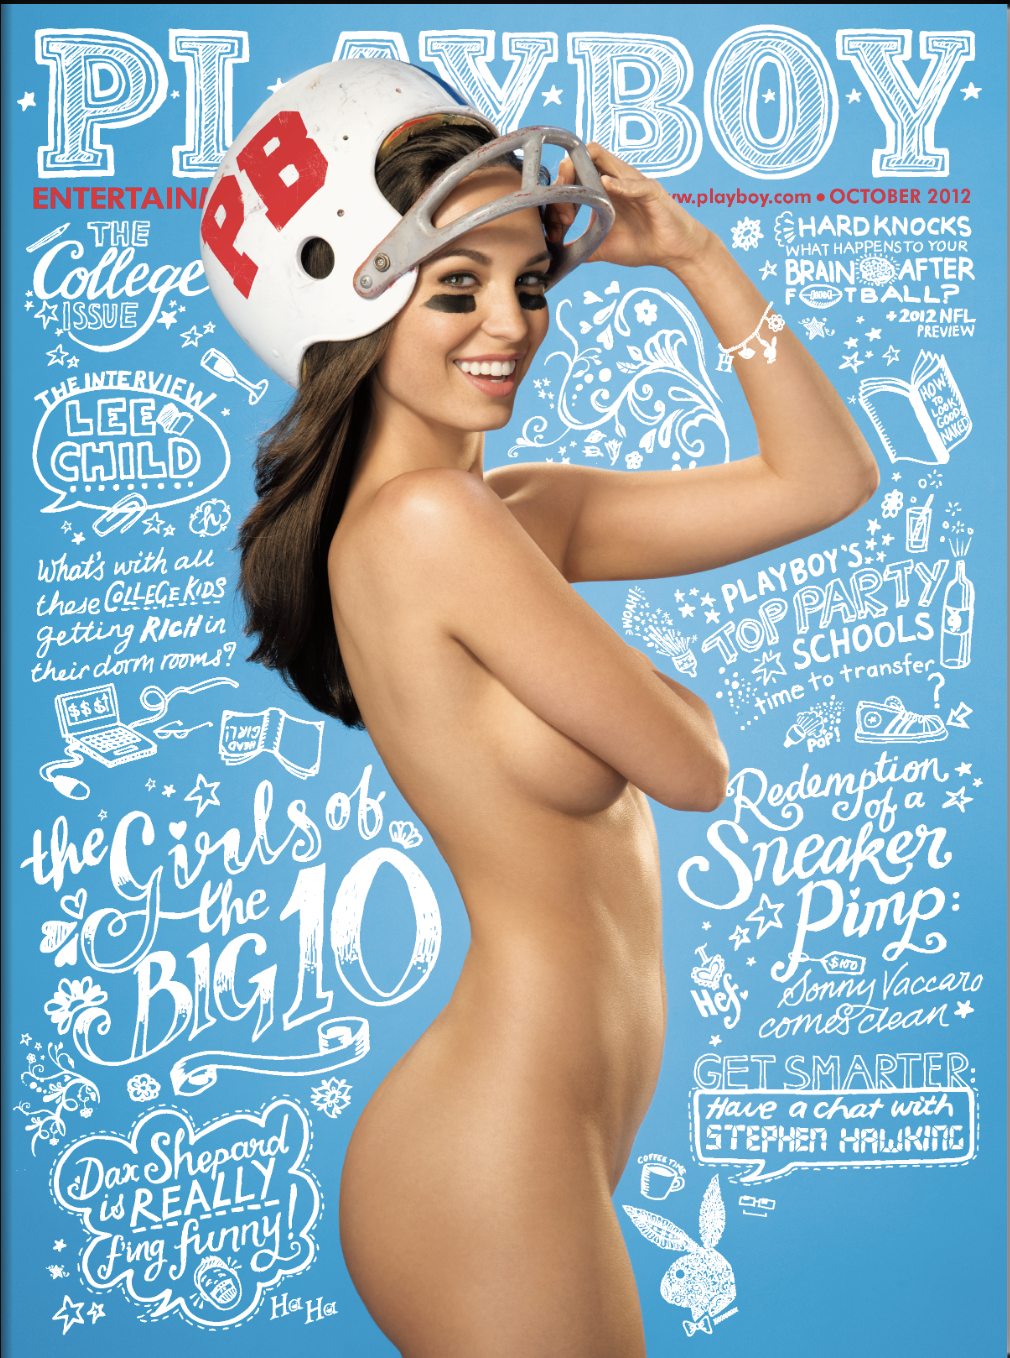 PLAYBOY
ENTERTAIN
www.playboy.com • OCTOBER 2012
PB
THE
College
ISSUE
THE INTERVIEW
LEE
CHILD
h
What's with all
these COLLEGE KIDS
getting RICH in
their dorm rooms?
$$$↑
READ
GIRL!
the Girls of
the
BIG 10
Dax Shepard
is REALLY
f'ing funny!
Ha Ha
HARD KNOCKS
WHAT HAPPENS TO YOUR
BRAIN AFTER
FOOTBALL?
+ 2012 NFL
PREVIEW
H
HOW
TO
LOOK
GOOD
NAKED
PLAYBOY'S
TOP PARTY
SCHOOLS
time to transfer
?
POP!
Redemption
of a
Sneaker
Pimp:
$100
Sonny Vaccaro
comes clean
Hef
GET SMARTER:
Have a chat with
STEPHEN HAWKING
COFFEE TIME